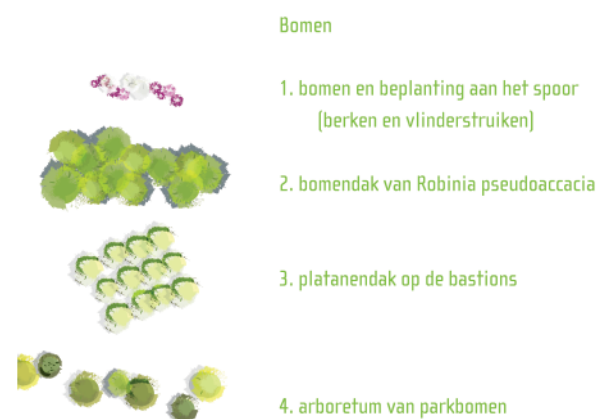 Bomen
1. bomen en beplanting aan het spoor
(berken en vlinderstruiken)
2. bomendak van Robinia pseudoaccacia
3. platanendak op de bastions
4. arboretum van parkbomen